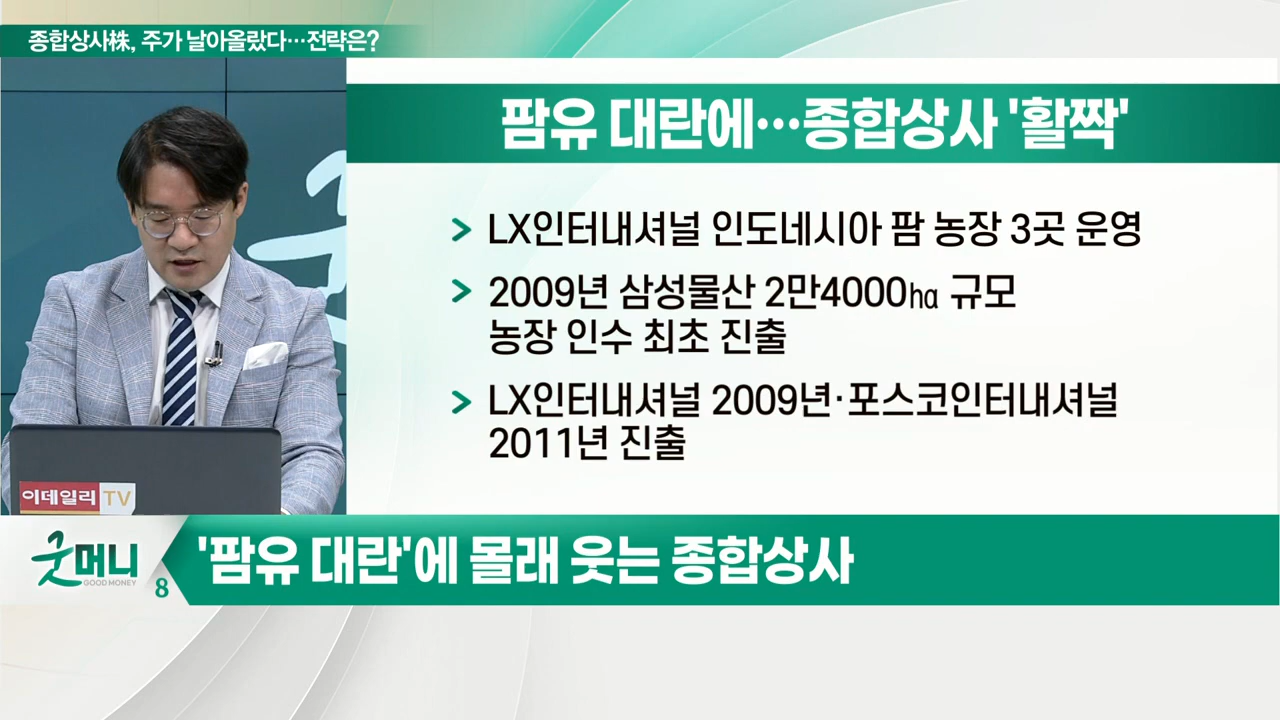 종합상사株, 주가 날아올랐다…전략은?
팜유 대란에…종합상사 '활짝'
> LX인터내셔널 인도네시아 팜 농장 3곳 운영
> 2009년 삼성물산 2만4000㏊ 규모
농장 인수 최초 진출
> LX인터내셔널 2009년·포스코인터내셔널
2011년 진출
이데일리 TV
굿머니
GOOD MONEY
8
'팜유 대란'에 몰래 웃는 종합상사